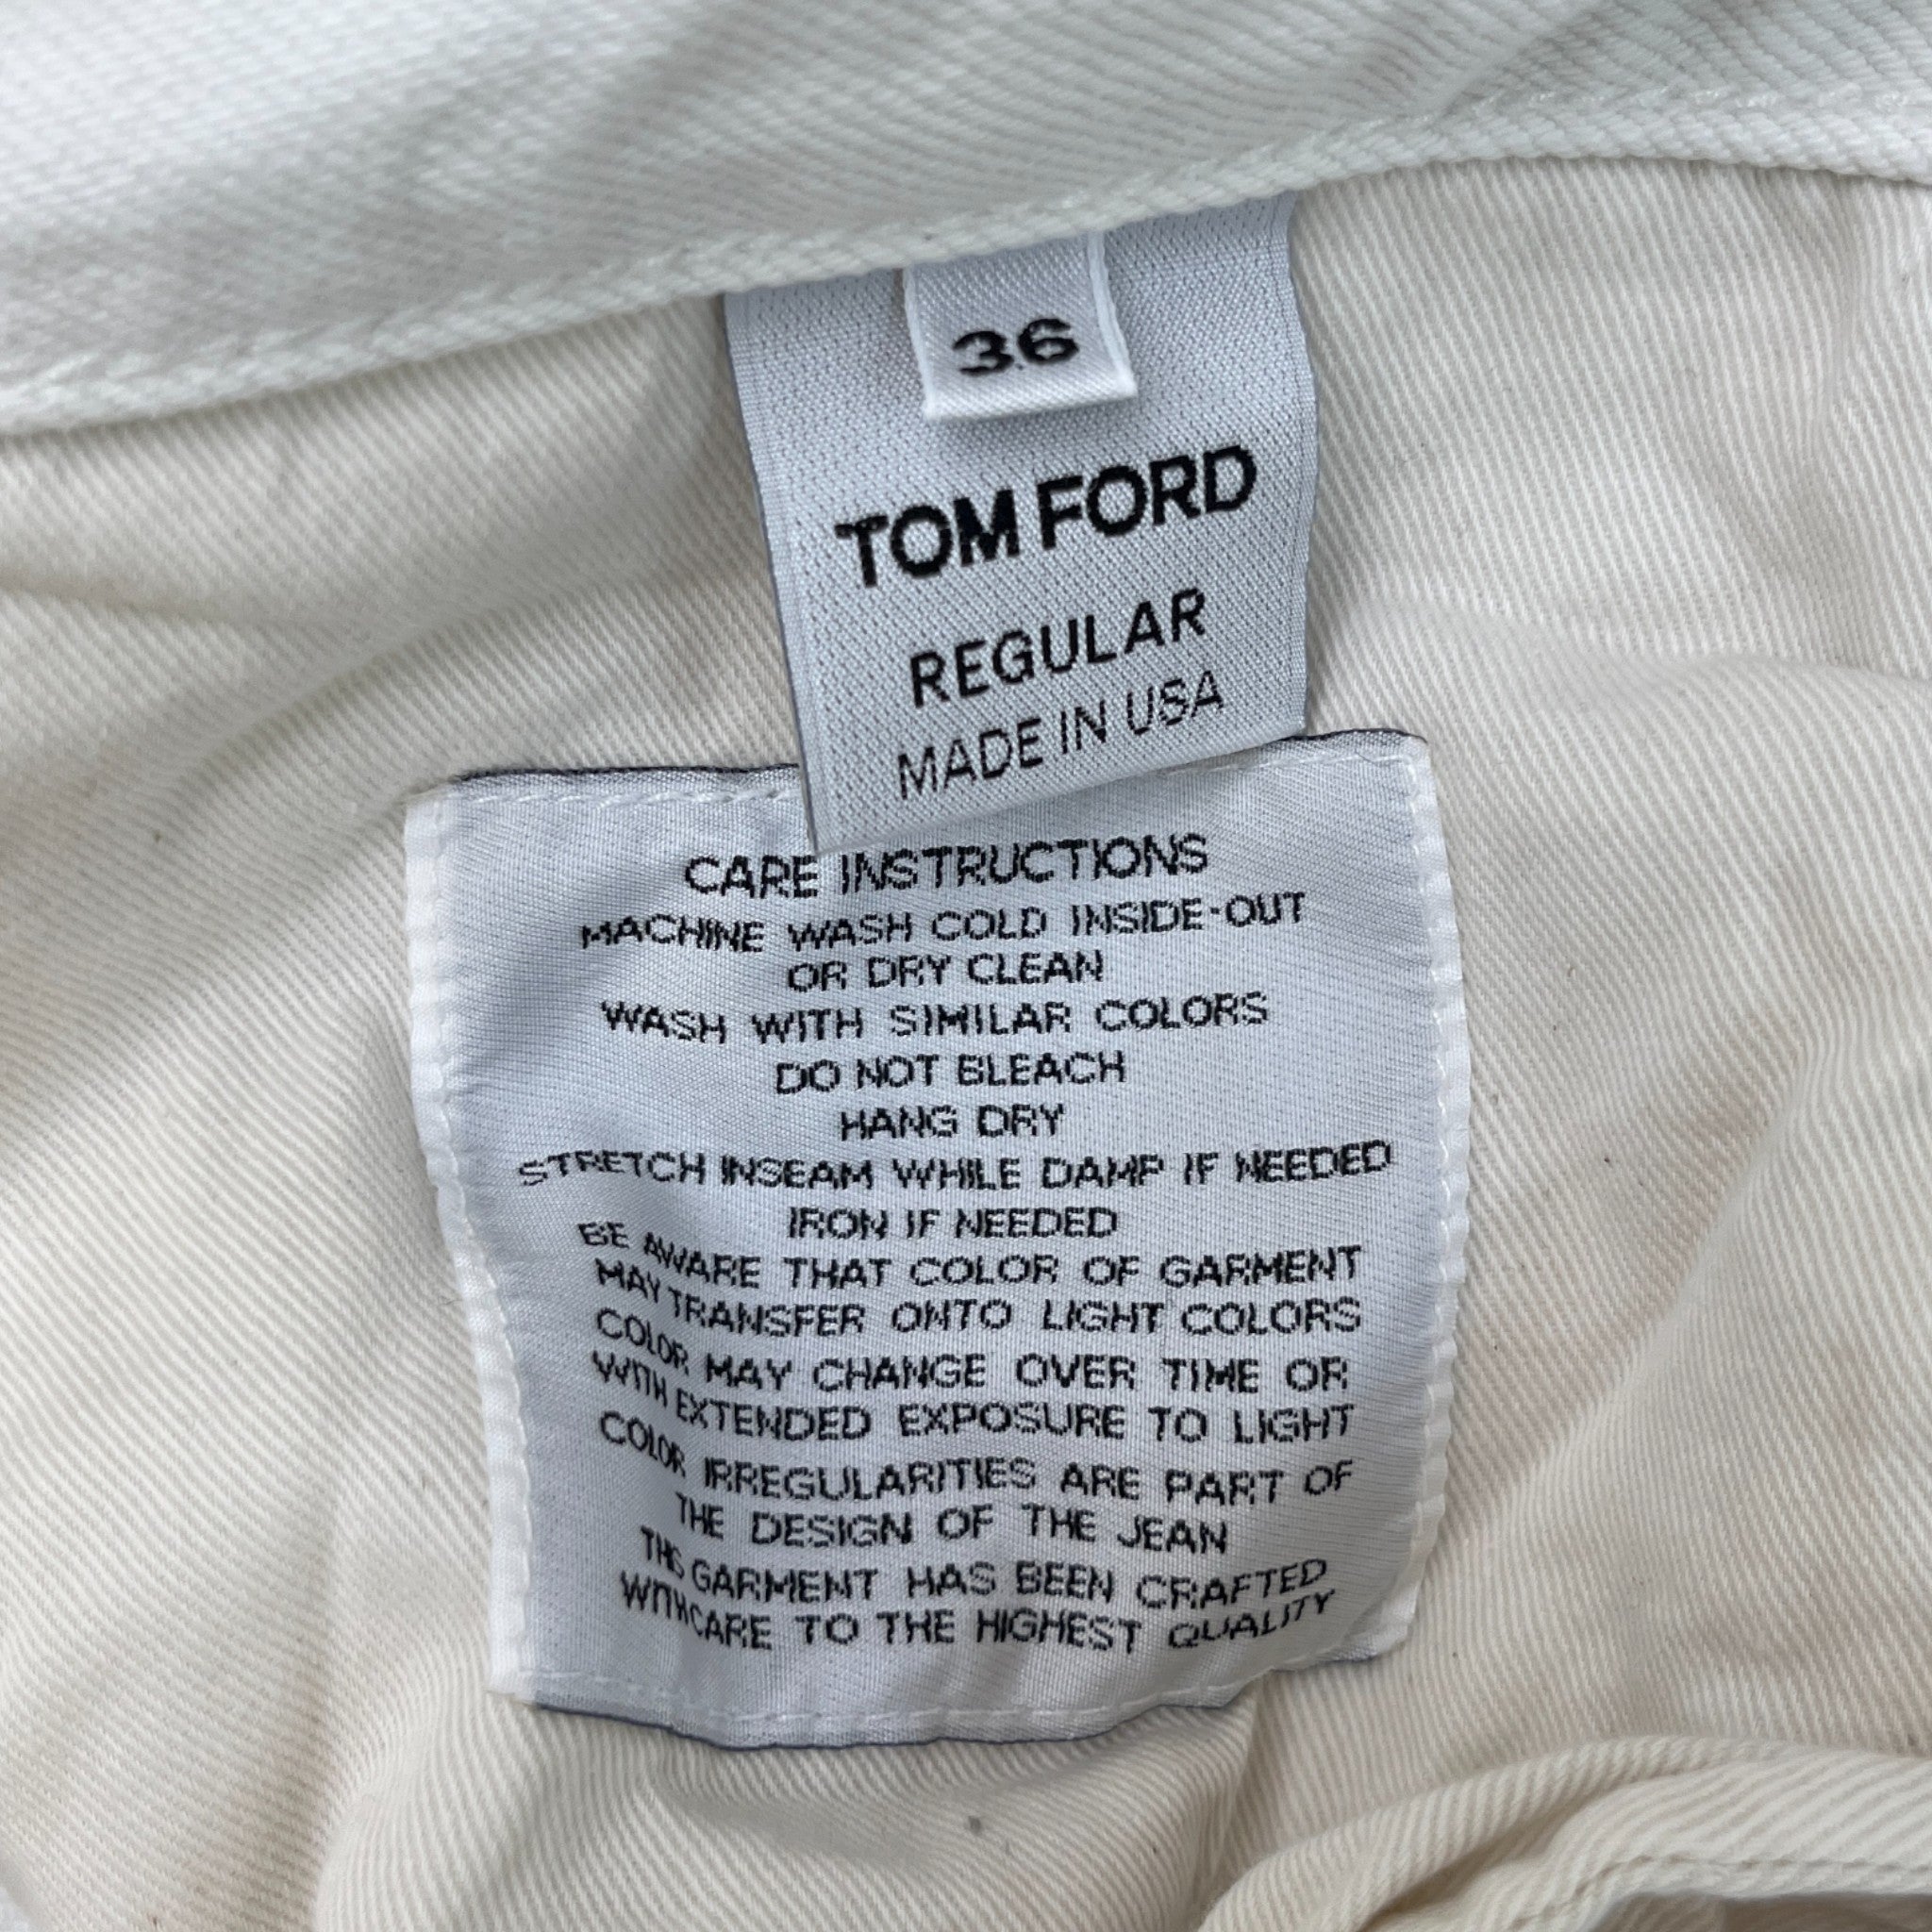 36
TOM FORD
REGULAR
MADE IN USA
CARE INSTRUCTIONS
MACHINE WASH COLD INSIDE-OUT
OR DRY CLEAN
WASH WITH SIMILAR COLORS
DO NOT BLEACH
HANG DRY
STRETCH INSEAM WHILE DAMP IF NEEDED
IRON IF NEEDED
BE AWARE THAT COLOR OF GARMENT
MAY TRANSFER ONTO LIGHT COLORS
COLOR MAY CHANGE OVER TIME OR
WITH EXTENDED EXPOSURE TO LIGHT
COLOR IRREGULARITIES ARE PART OF
THE DESIGN OF THE JEAN
THIS GARMENT HAS BEEN CRAFTED
WITH CARE TO THE HIGHEST QUALITY